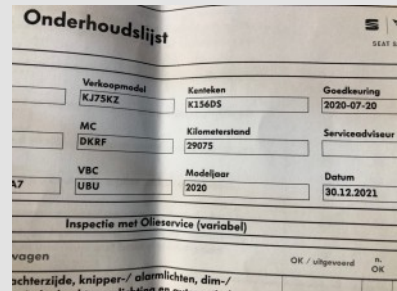 Onderhoudslijst
SEAT
Verkoopmodel Kenteken Goedkeuring
KJ75KZ K156DS 2020-07-20
MC Kilometerstand Serviceadviseur
DKRF 29075
VBC Modeljaar Datum
A7 UBU 2020 30.12.2021
Inspectie met Olieservice (variabel)
wagen OK / uitgevoerd n.
OK
achterzijde, knipper-/ alarmlichten, dim-/